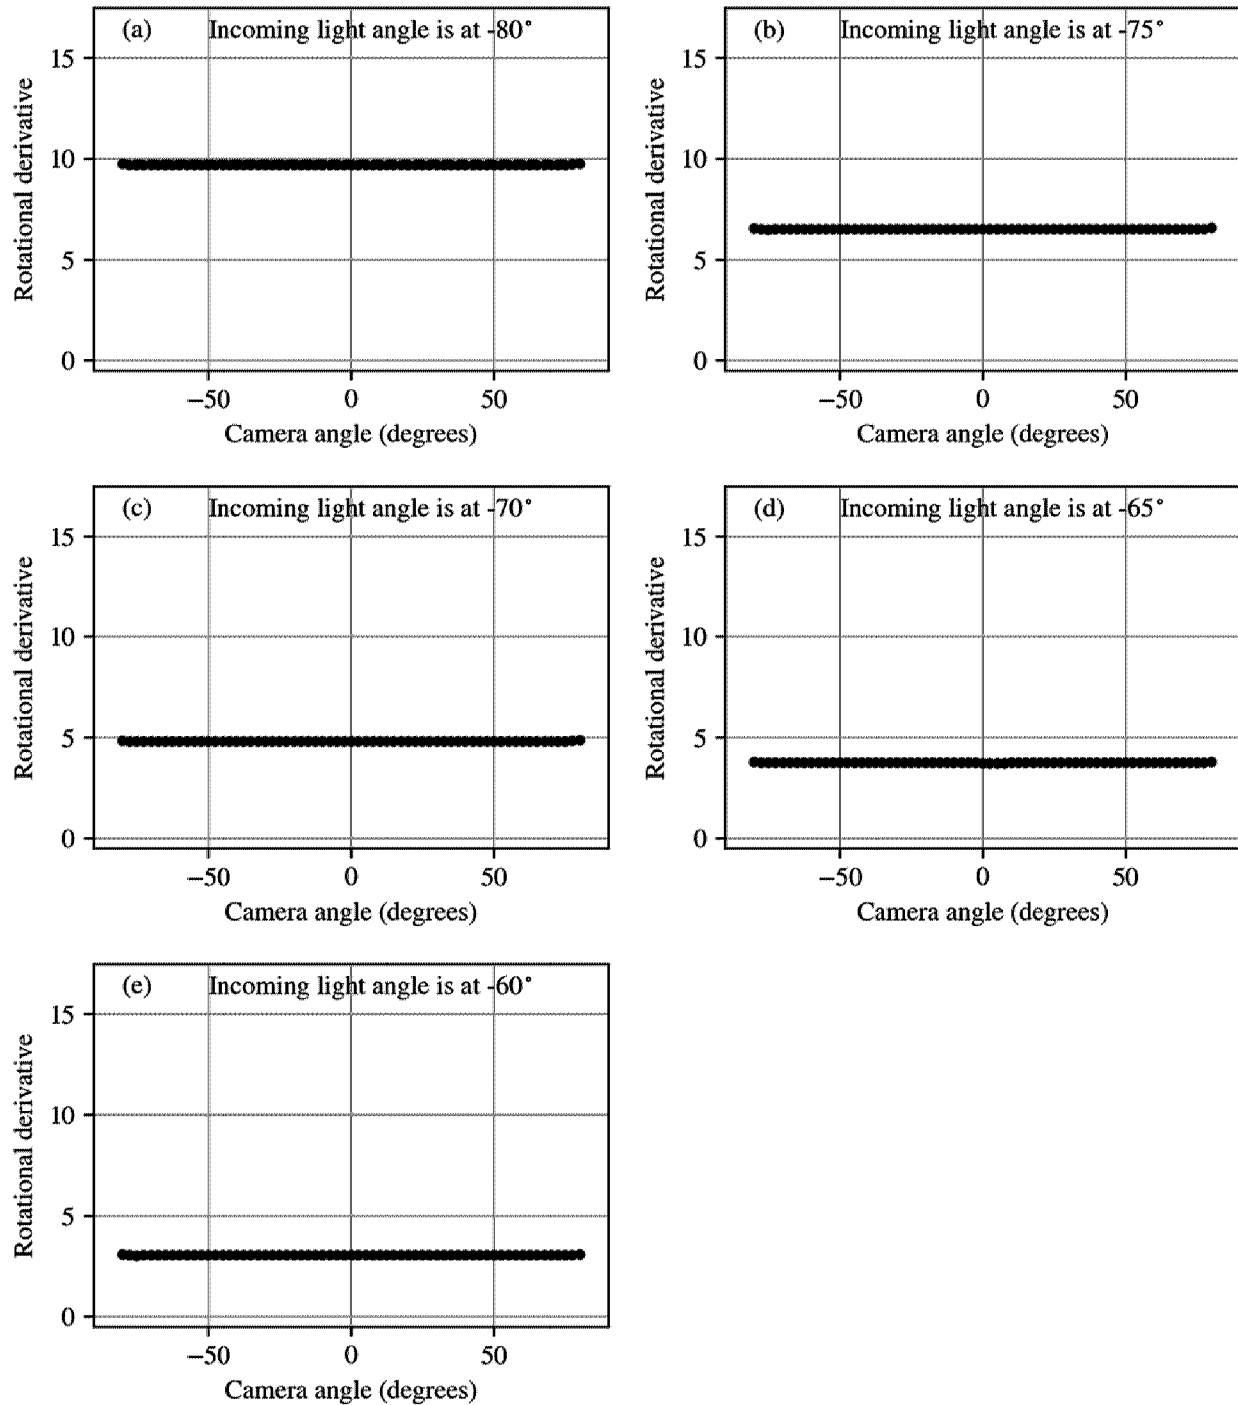 (a) Incoming light angle is at -80°
15
10
5
0
Rotational derivative
−50 0 50
Camera angle (degrees)
(b) Incoming light angle is at -75°
15
10
5
0
Rotational derivative
−50 0 50
Camera angle (degrees)
(c) Incoming light angle is at -70°
15
10
5
0
Rotational derivative
−50 0 50
Camera angle (degrees)
(d) Incoming light angle is at -65°
15
10
5
0
Rotational derivative
−50 0 50
Camera angle (degrees)
(e) Incoming light angle is at -60°
15
10
5
0
Rotational derivative
−50 0 50
Camera angle (degrees)